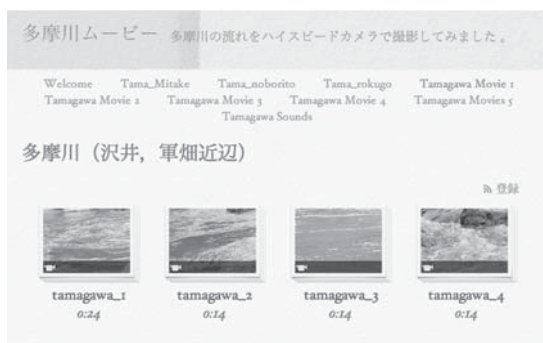 多摩川ムービー 多摩川の流れをハイスピードカメラで撮影してみました。
Welcome Tama_Mitake Tama_noborito Tama_rokugo Tamagawa Movie 1
Tamagawa Movie 2 Tamagawa Movie 3 Tamagawa Movie 4 Tamagawa Movies 5
Tamagawa Sounds
多摩川（沢井，軍畑近辺）
登録
tamagawa_1 tamagawa_2 tamagawa_3 tamagawa_4
0:24 0:14 0:14 0:14